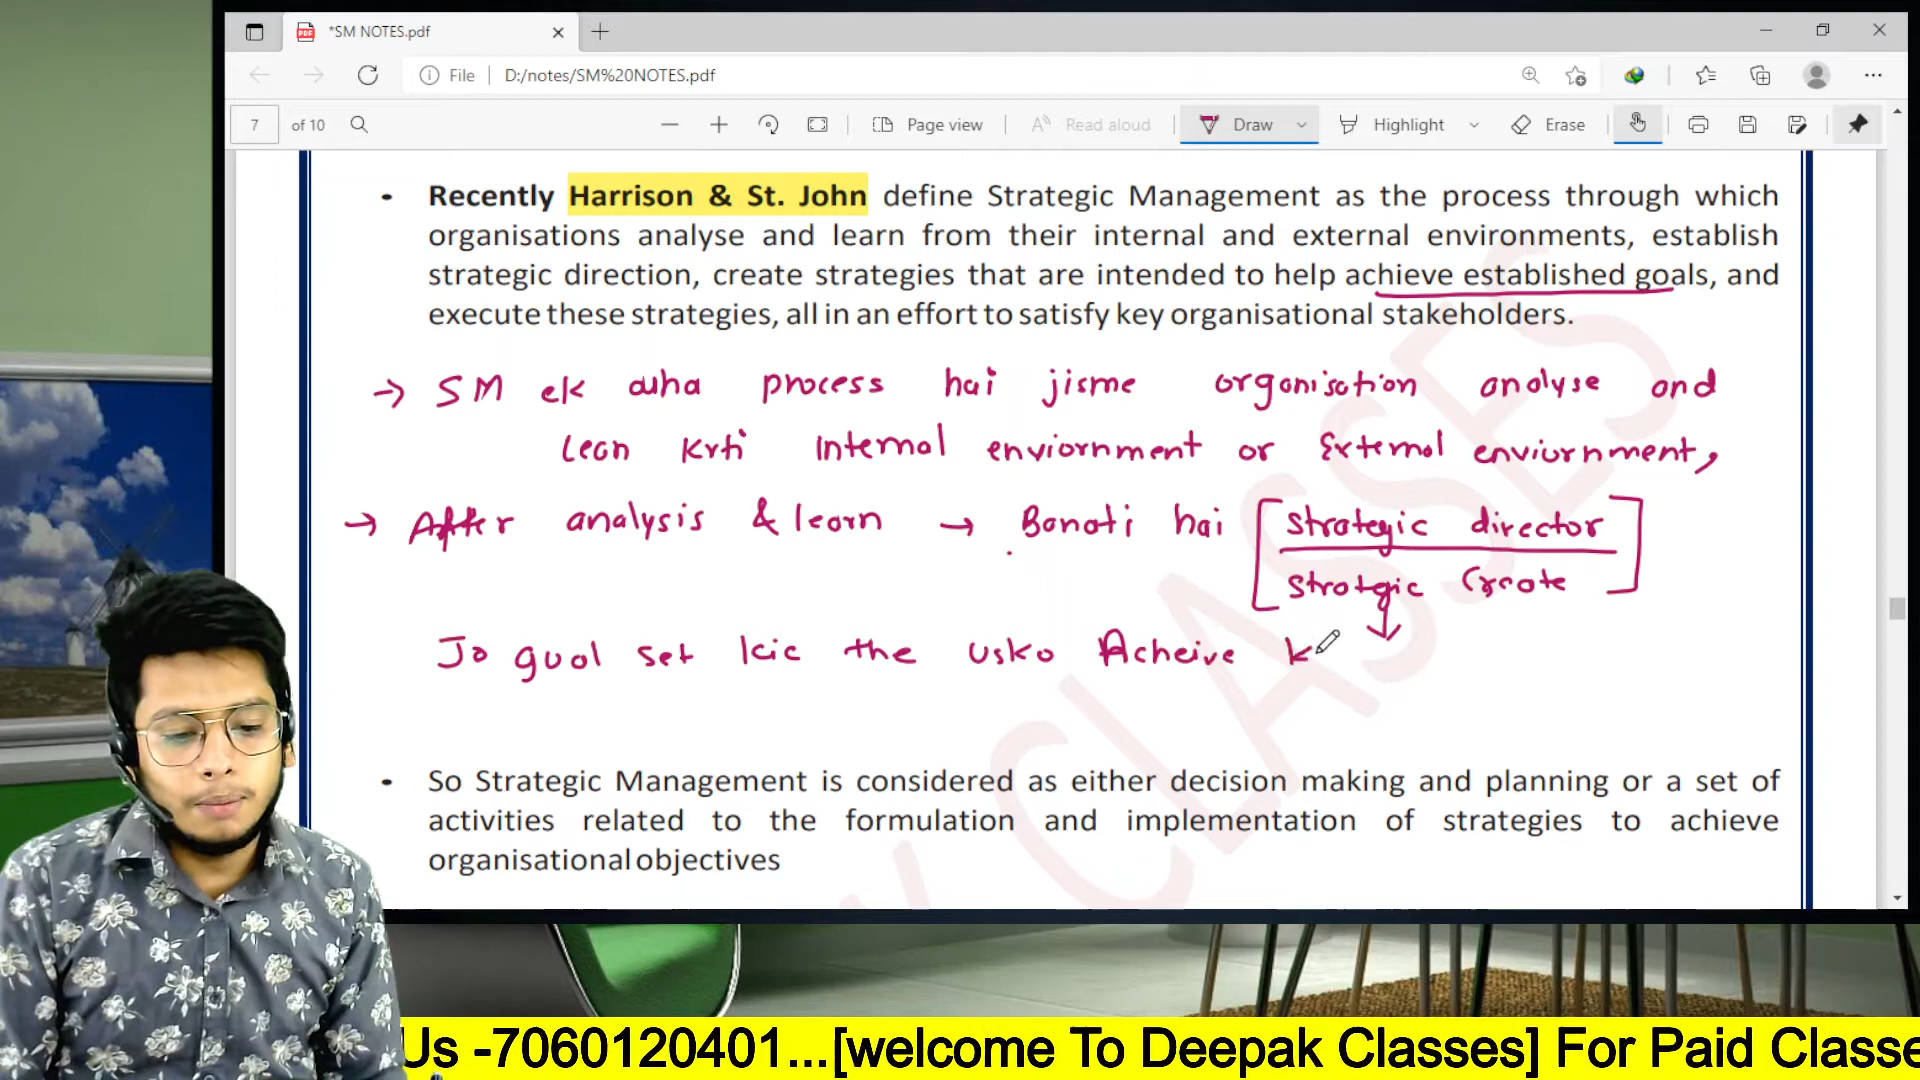 *SM NOTES.pdf
File D:/notes/SM%20NOTES.pdf
7 of 10 Page view Read aloud Draw Highlight Erase
• Recently Harrison & St. John define Strategic Management as the process through which
organisations analyse and learn from their internal and external environments, establish
strategic direction, create strategies that are intended to help achieve established goals, and
execute these strategies, all in an effort to satisfy key organisational stakeholders.
→ SM ek process hai jisme organisation analyse and
lean krti Internal enviornment or External enviurnment,
→ After analysis & learn → Banati hai [strategic director
stratgic Create]
Jo goal set kie the usko Acheive k
• So Strategic Management is considered as either decision making and planning or a set of
activities related to the formulation and implementation of strategies to achieve
organisational objectives
K CLASSES
Us -7060120401...[welcome To Deepak Classes] For Paid Classe